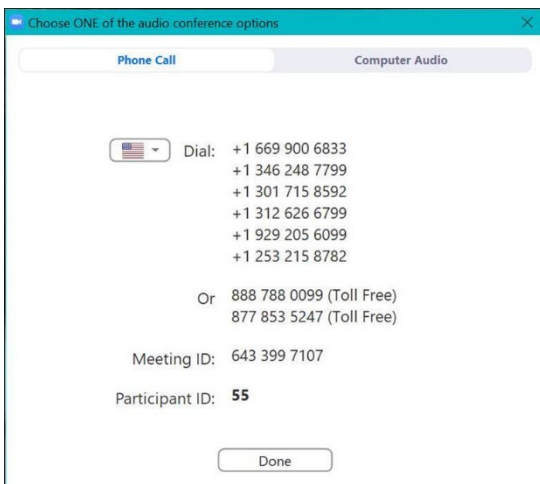 Choose ONE of the audio conference options
Phone Call Computer Audio
Dial: +1 669 900 6833
+1 346 248 7799
+1 301 715 8592
+1 312 626 6799
+1 929 205 6099
+1 253 215 8782
Or 888 788 0099 (Toll Free)
877 853 5247 (Toll Free)
Meeting ID: 643 399 7107
Participant ID: 55
Done